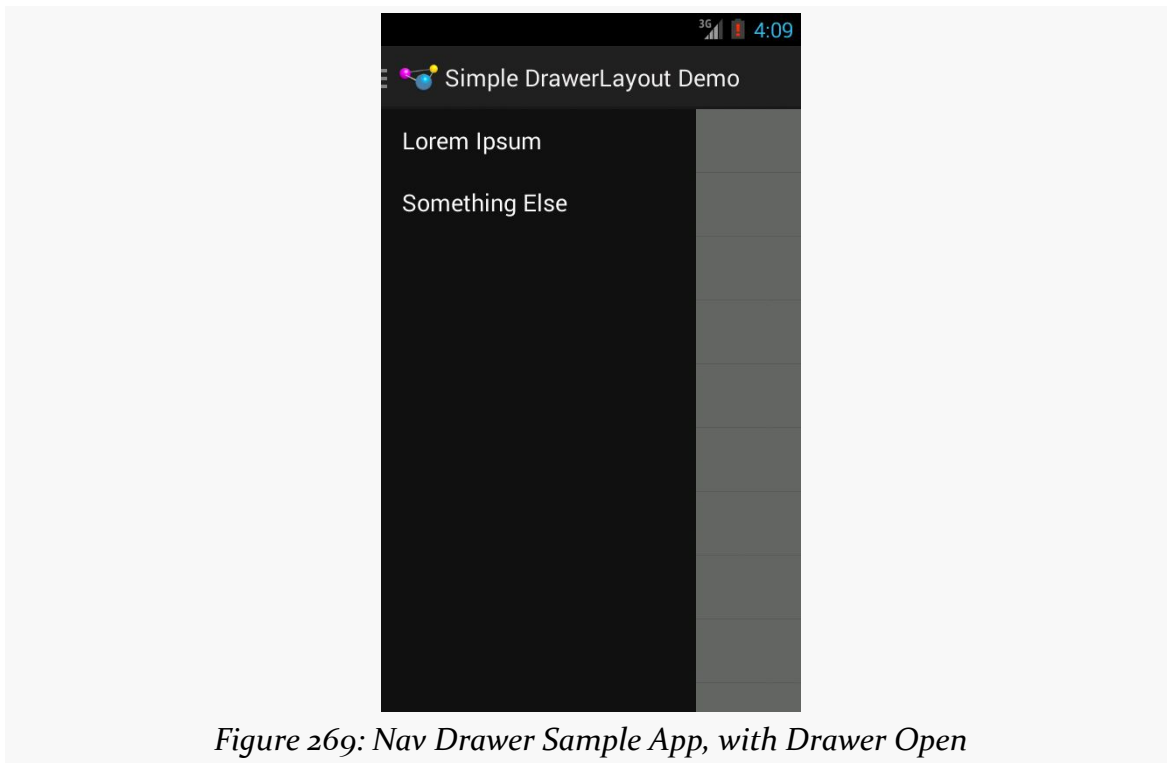 3G 4:09
Simple DrawerLayout Demo
Lorem Ipsum
Something Else
Figure 269: Nav Drawer Sample App, with Drawer Open